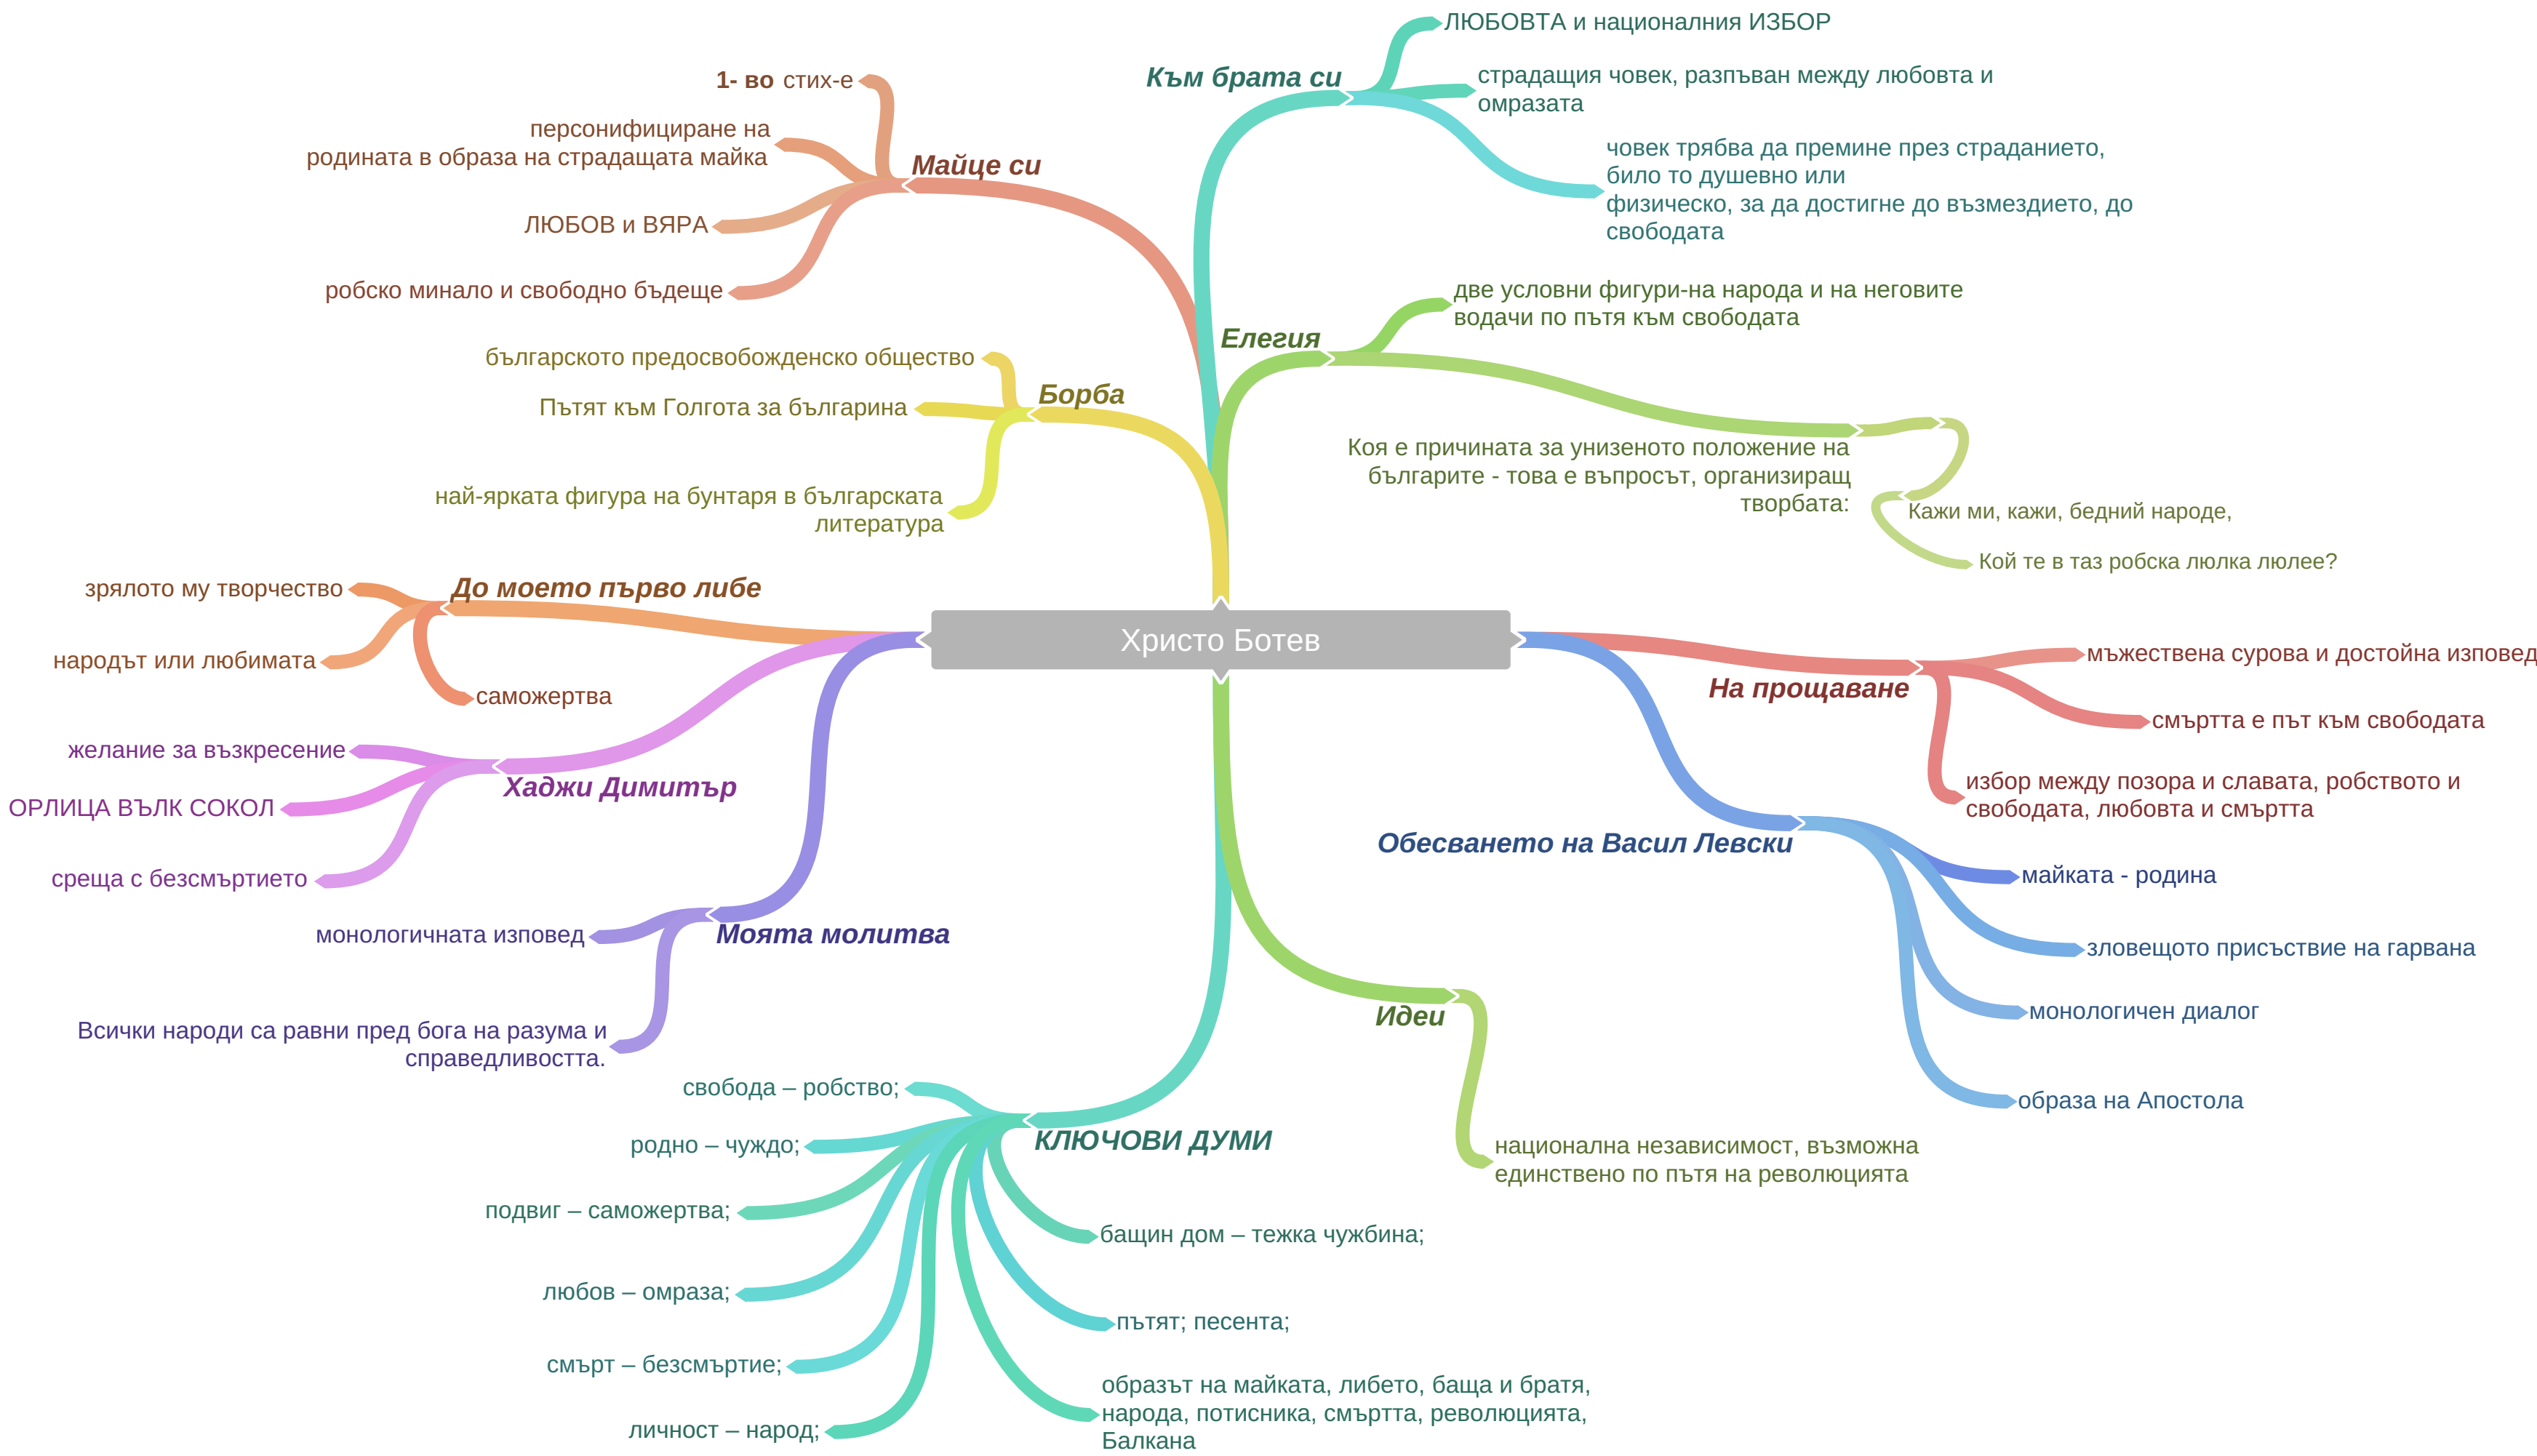 Христо Ботев
Майце си
1- во стих-е
персонифициране на
родината в образа на страдащата майка
ЛЮБОВ и ВЯРА
робско минало и свободно бъдеще
Към брата си
ЛЮБОВТА и националния ИЗБОР
страдащия човек, разпъван между любовта и
омразата
човек трябва да премине през страданието,
било то душевно или
физическо, за да достигне до възмездието, до
свободата
Елегия
две условни фигури-на народа и на неговите
водачи по пътя към свободата
Коя е причината за унизеното положение на
българите - това е въпросът, организиращ
творбата:
Кажи ми, кажи, бедний народе,
Кой те в таз робска люлка люлее?
Борба
българското предосвобожденско общество
Пътят към Голгота за българина
най-ярката фигура на бунтаря в българската
литература
До моето първо либе
зрялото му творчество
народът или любимата
саможертва
Хаджи Димитър
желание за възкресение
ОРЛИЦА ВЪЛК СОКОЛ
среща с безсмъртието
Моята молитва
монологичната изповед
Всички народи са равни пред бога на разума и
справедливостта.
На прощаване
мъжествена сурова и достойна изповед
смъртта е път към свободата
избор между позора и славата, робството и
свободата, любовта и смъртта
Обесването на Васил Левски
майката - родина
зловещото присъствие на гарвана
монологичен диалог
образа на Апостола
Идеи
национална независимост, възможна
единствено по пътя на революцията
КЛЮЧОВИ ДУМИ
свобода – робство;
родно – чуждо;
подвиг – саможертва;
любов – омраза;
смърт – безсмъртие;
личност – народ;
бащин дом – тежка чужбина;
пътят; песента;
образът на майката, либето, баща и братя,
народа, потисника, смъртта, революцията,
Балкана